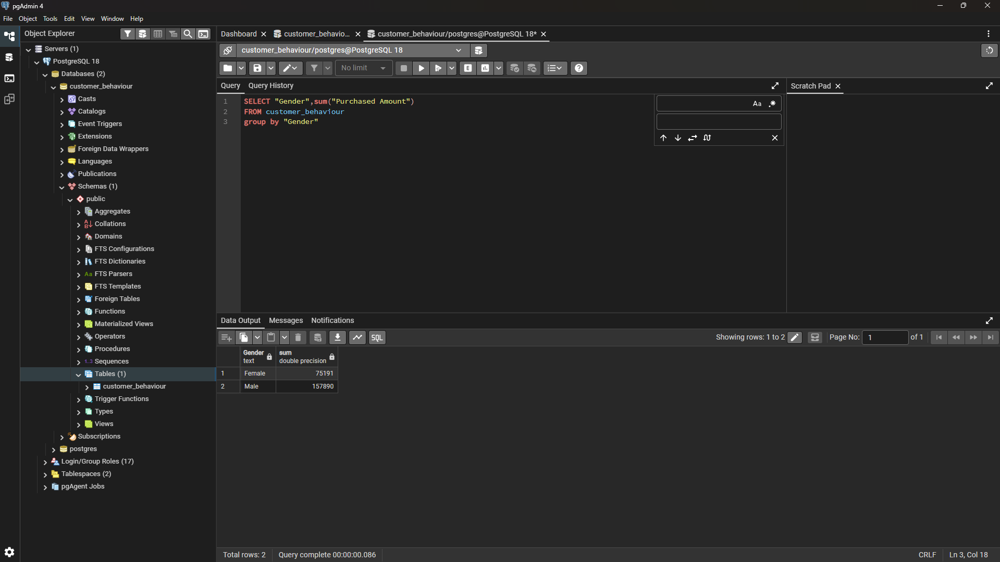 pgAdmin 4
File Object Tools Edit View Window Help
Object Explorer
Servers (1)
PostgreSQL 18
Databases (2)
customer_behaviour
Casts
Catalogs
Event Triggers
Extensions
Foreign Data Wrappers
Languages
Publications
Schemas (1)
public
Aggregates
Collations
Domains
FTS Configurations
FTS Dictionaries
Aa FTS Parsers
FTS Templates
Foreign Tables
Functions
Materialized Views
Operators
Procedures
1..3 Sequences
Tables (1)
customer_behaviour
Trigger Functions
Types
Views
Subscriptions
postgres
Login/Group Roles (17)
Tablespaces (2)
pgAgent Jobs
Dashboard customer_behavio... customer_behaviour/postgres@PostgreSQL 18*
customer_behaviour/postgres@PostgreSQL 18
No limit E
Query Query History
1 SELECT "Gender",sum("Purchased Amount")
2 FROM customer_behaviour
3 group by "Gender"
Aa .*
Scratch Pad
Data Output Messages Notifications
SQL Showing rows: 1 to 2 Page No: 1 of 1
Gender sum
text double precision
1 Female 75191
2 Male 157890
Total rows: 2 Query complete 00:00:00.086 CRLF Ln 3, Col 18